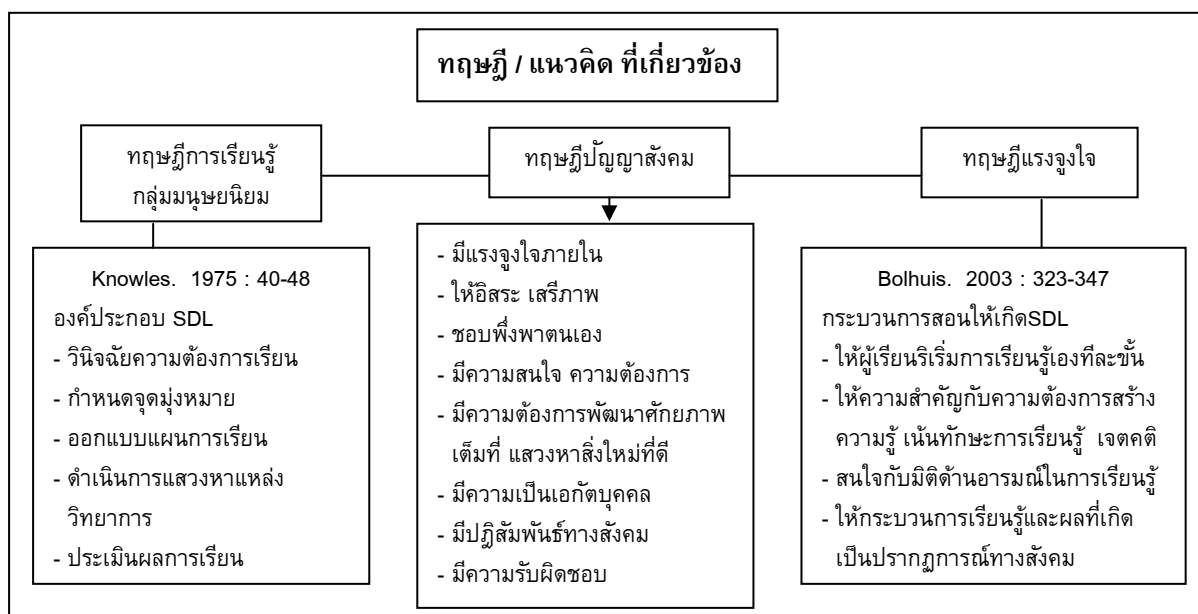 ทฤษฎี / แนวคิด ที่เกี่ยวข้อง
ทฤษฎีการเรียนรู้
กลุ่มมนุษยนิยม
ทฤษฎีปัญญาสังคม
ทฤษฎีแรงจูงใจ
Knowles. 1975 : 40-48
องค์ประกอบ SDL
- วินิจฉัยความต้องการเรียน
- กำหนดจุดมุ่งหมาย
- ออกแบบแผนการเรียน
- ดำเนินการแสวงหาแหล่ง
วิทยาการ
- ประเมินผลการเรียน
- มีแรงจูงใจภายใน
- ให้อิสระ เสรีภาพ
- ชอบพึ่งพาตนเอง
- มีความสนใจ ความต้องการ
- มีความต้องการพัฒนาศักยภาพ
เต็มที่ แสวงหาสิ่งใหม่ที่ดี
- มีความเป็นเอกัตบุคคล
- มีปฎิสัมพันธ์ทางสังคม
- มีความรับผิดชอบ
Bolhuis. 2003 : 323-347
กระบวนการสอนให้เกิดSDL
- ให้ผู้เรียนริเริ่มการเรียนรู้เองทีละขั้น
- ให้ความสำคัญกับความต้องการสร้าง
ความรู้ เน้นทักษะการเรียนรู้ เจตคติ
- สนใจกับมิติด้านอารมณ์ในการเรียนรู้
- ให้กระบวนการเรียนรู้และผลที่เกิด
เป็นปรากฏการณ์ทางสังคม